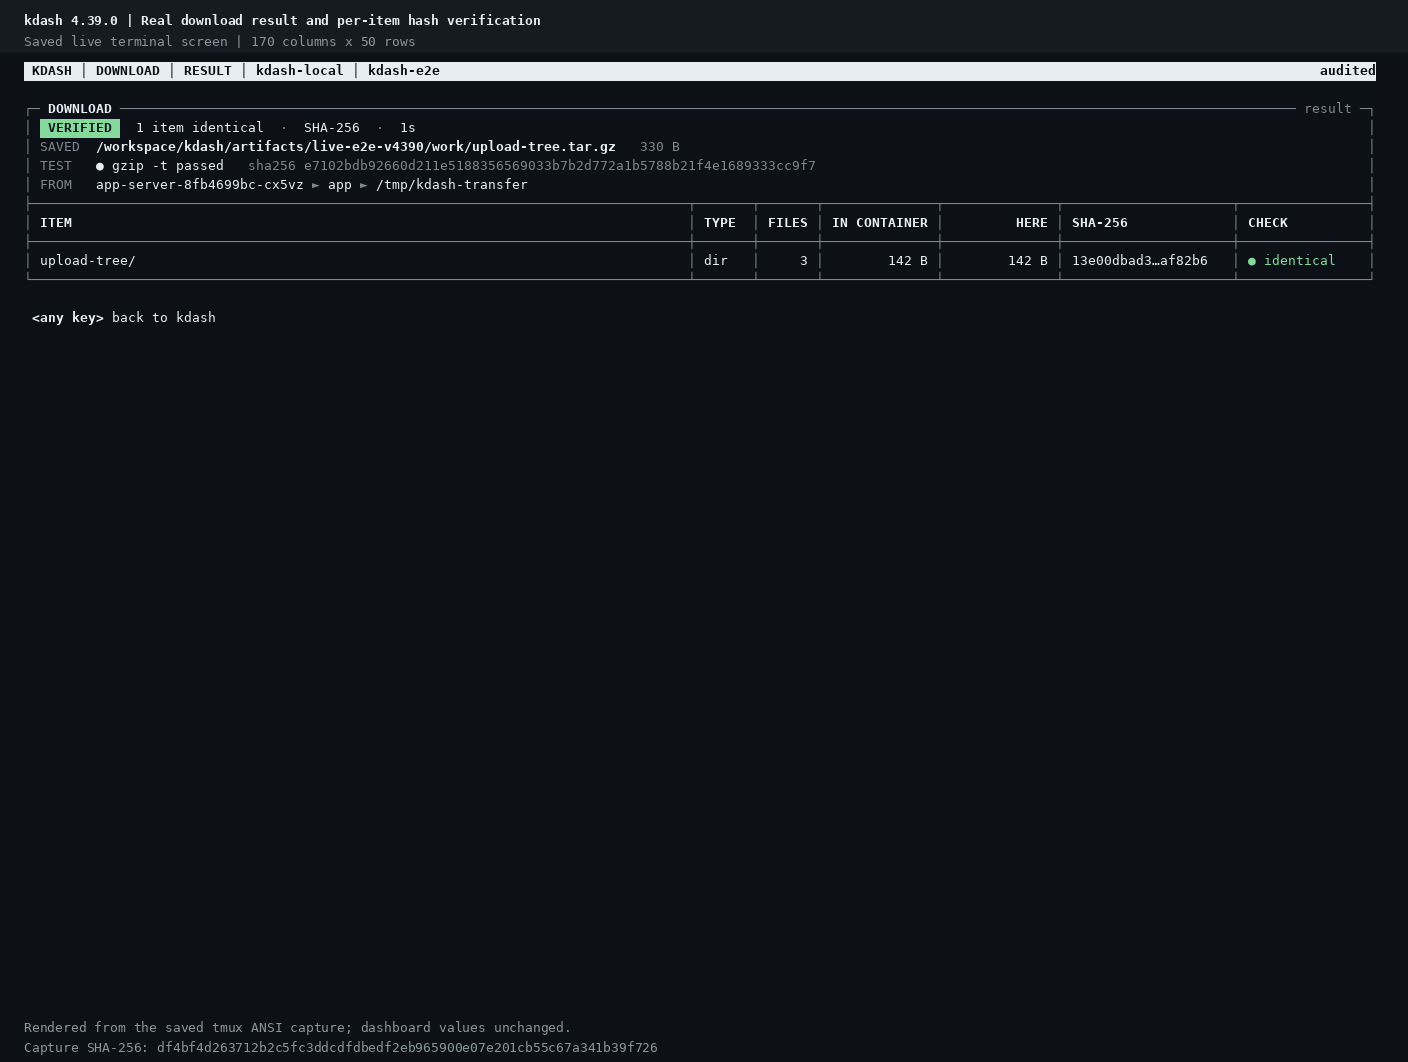 kdash 4.39.0 | Real download result and per-item hash verification
Saved live terminal screen | 170 columns x 50 rows
KDASH │ DOWNLOAD │ RESULT │ kdash-local │ kdash-e2e audited
DOWNLOAD result
VERIFIED 1 item identical · SHA-256 · 1s
SAVED /workspace/kdash/artifacts/live-e2e-v4390/work/upload-tree.tar.gz 330 B
TEST ● gzip -t passed sha256 e7102bdb92660d211e5188356569033b7b2d772a1b5788b21f4e1689333cc9f7
FROM app-server-8fb4699bc-cx5vz ► app ► /tmp/kdash-transfer
ITEM │ TYPE │ FILES │ IN CONTAINER │ HERE │ SHA-256 │ CHECK
upload-tree/ │ dir │ 3 │ 142 B │ 142 B │ 13e00dbad3…af82b6 │ ● identical
<any key> back to kdash
Rendered from the saved tmux ANSI capture; dashboard values unchanged.
Capture SHA-256: df4bf4d263712b2c5fc3ddcdfdbedf2eb965900e07e201cb55c67a341b39f726